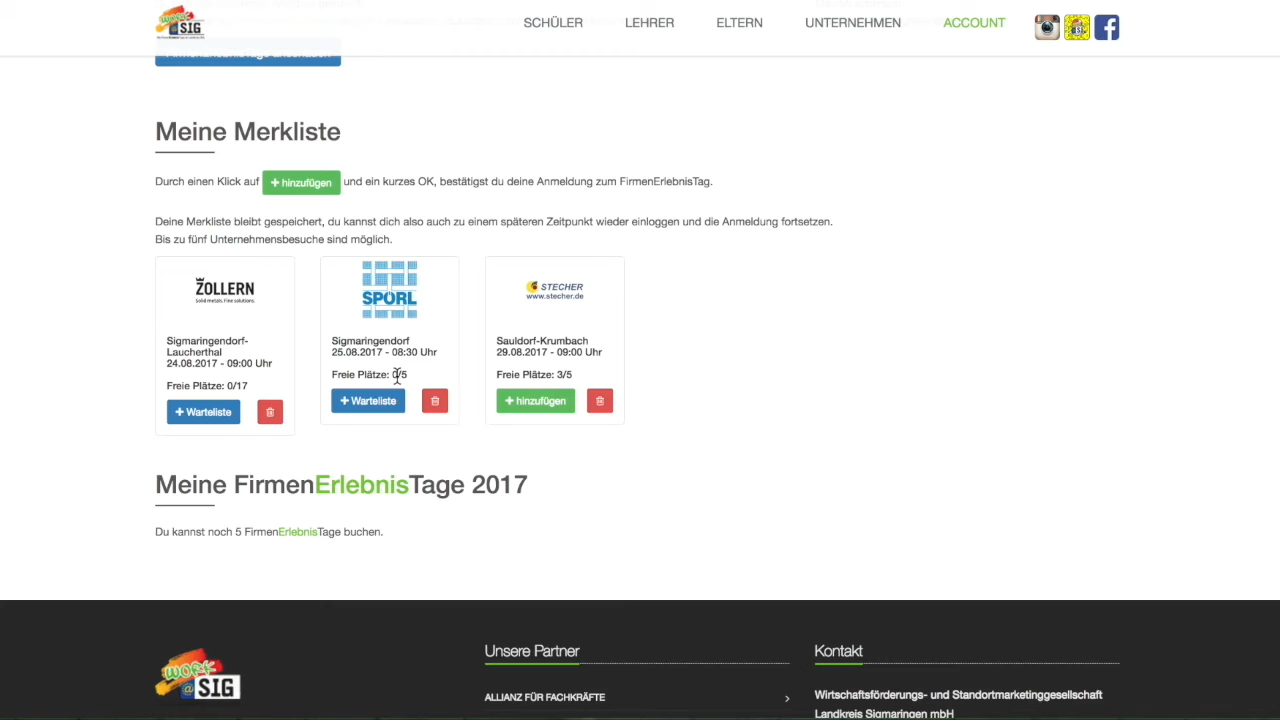 SCHÜLER
LEHRER
ELTERN
UNTERNEHMEN
ACCOUNT
Meine Merkliste
Durch einen Klick auf + hinzufügen und ein kurzes OK, bestätigst du deine Anmeldung zum FirmenErlebnisTag.
Deine Merkliste bleibt gespeichert, du kannst dich also auch zu einem späteren Zeitpunkt wieder einloggen und die Anmeldung fortsetzen.
Bis zu fünf Unternehmensbesuche sind möglich.
ZOLLERN
Solid metals. Fine solutions.
Sigmaringendorf-
Laucherthal
24.08.2017 - 09:00 Uhr
Freie Plätze: 0/17
+ Warteliste
SPÖRL
Sigmaringendorf
25.08.2017 - 08:30 Uhr
Freie Plätze: 0/5
+ Warteliste
STECHER
www.stecher.de
Sauldorf-Krumbach
29.08.2017 - 09:00 Uhr
Freie Plätze: 3/5
+ hinzufügen
Meine FirmenErlebnisTage 2017
Du kannst noch 5 FirmenErlebnisTage buchen.
WORK
@ SIG
Unsere Partner
ALLIANZ FÜR FACHKRÄFTE
Kontakt
Wirtschaftsförderungs- und Standortmarketinggesellschaft
Landkreis Sigmaringen mbH